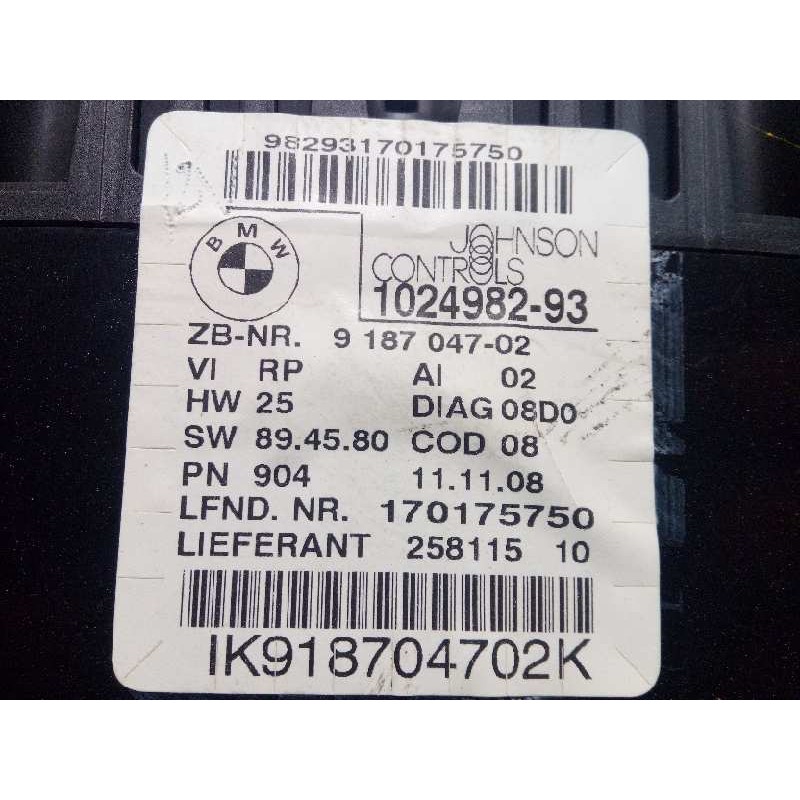 98293170175750
BMW
JOHNSON
CONTROLS
1024982-93
ZB-NR. 9 187 047-02
VI RP AI 02
HW 25 DIAG 08D0
SW 89.45.80 COD 08
PN 904 11.11.08
LFND. NR. 170175750
LIEFERANT 258115 10
IK918704702K